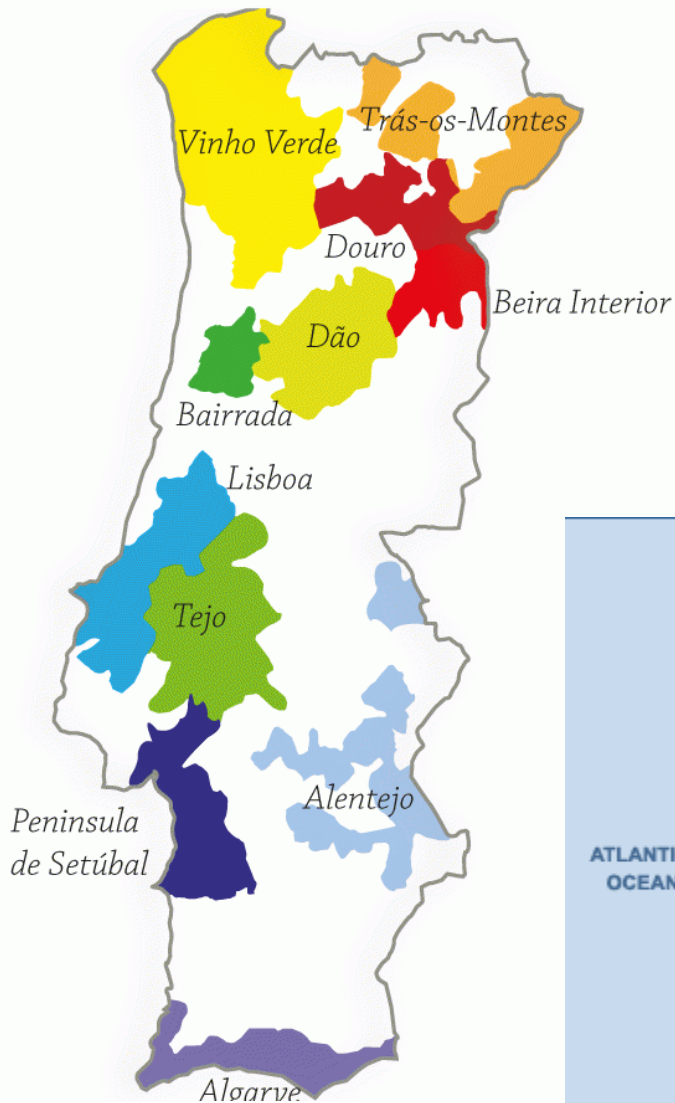 Vinho Verde
Trás-os-Montes
Douro
Beira Interior
Dão
Bairrada
Lisboa
Tejo
Alentejo
Peninsula
de Setúbal
ATLANTI
OCEAN
Algarve